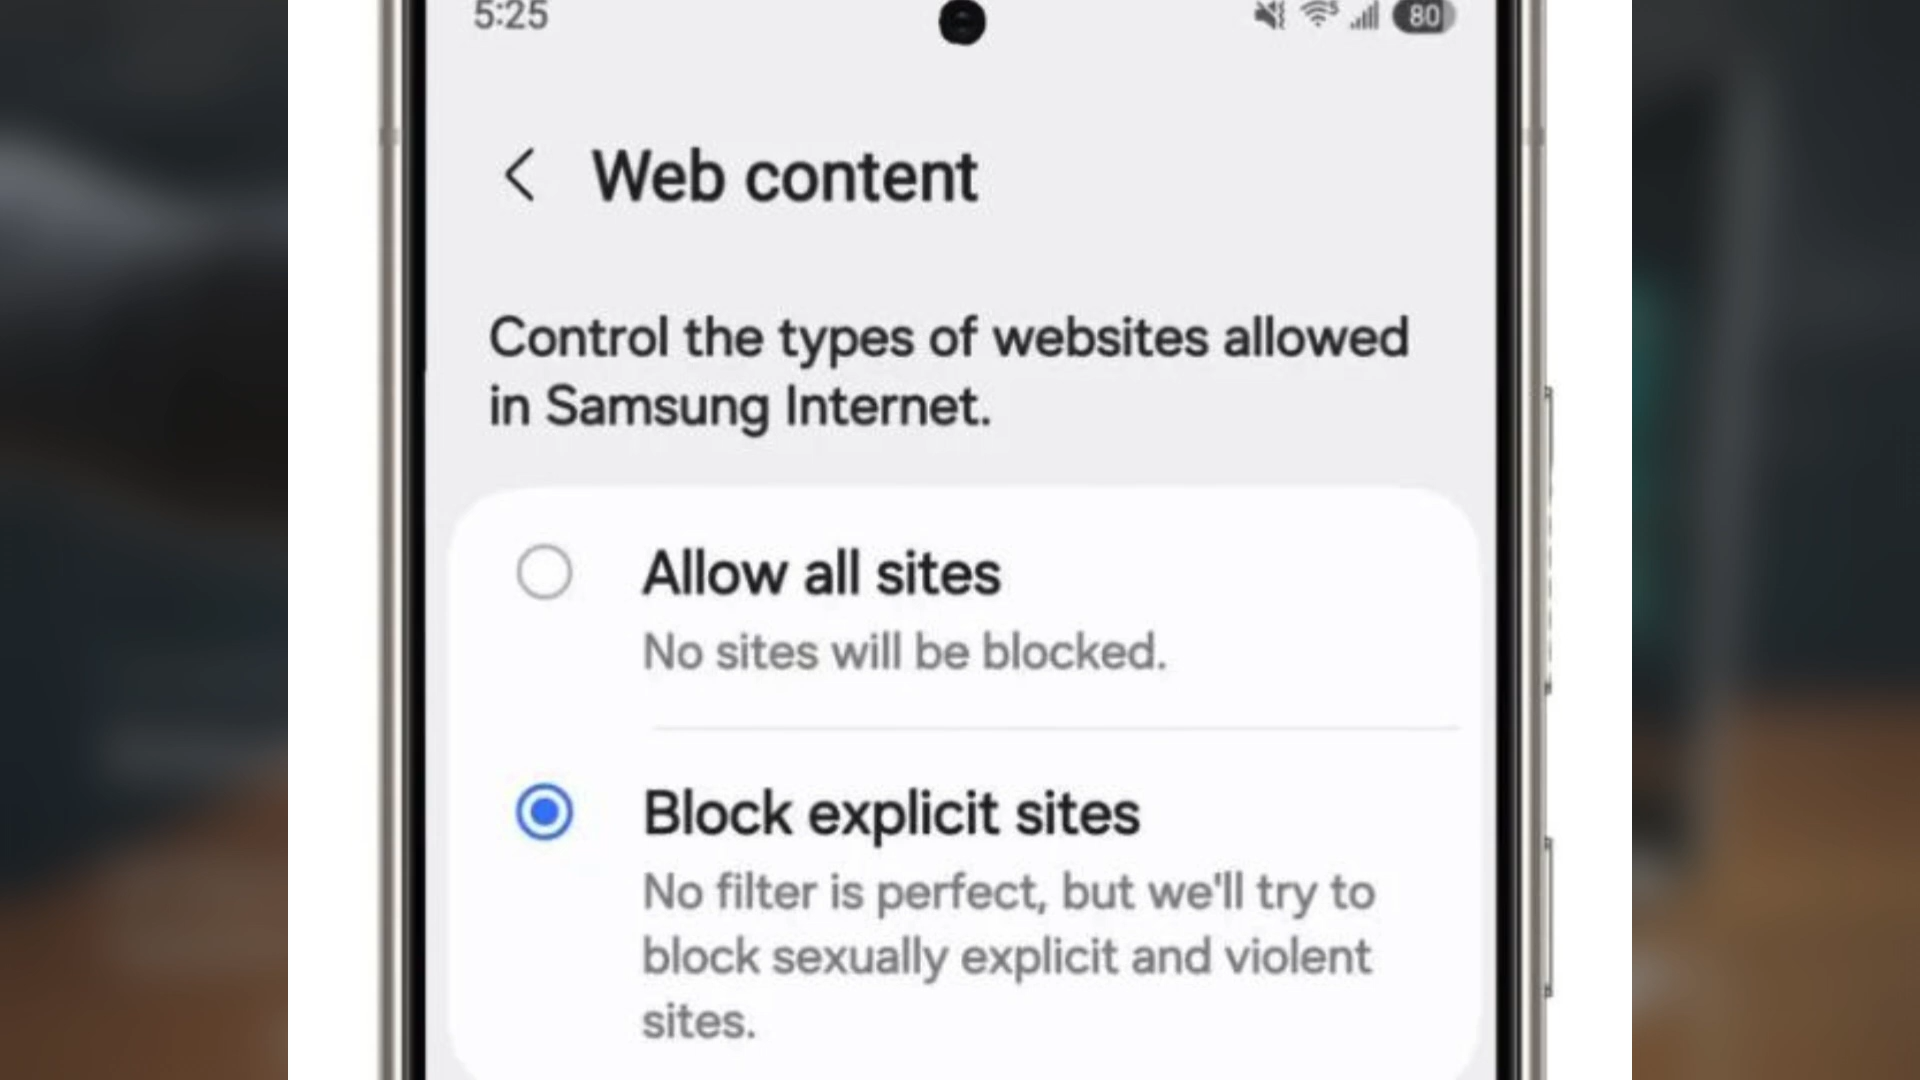 5:25
80
Web content
Control the types of websites allowed
in Samsung Internet.
Allow all sites
No sites will be blocked.
Block explicit sites
No filter is perfect, but we'll try to
block sexually explicit and violent
sites.